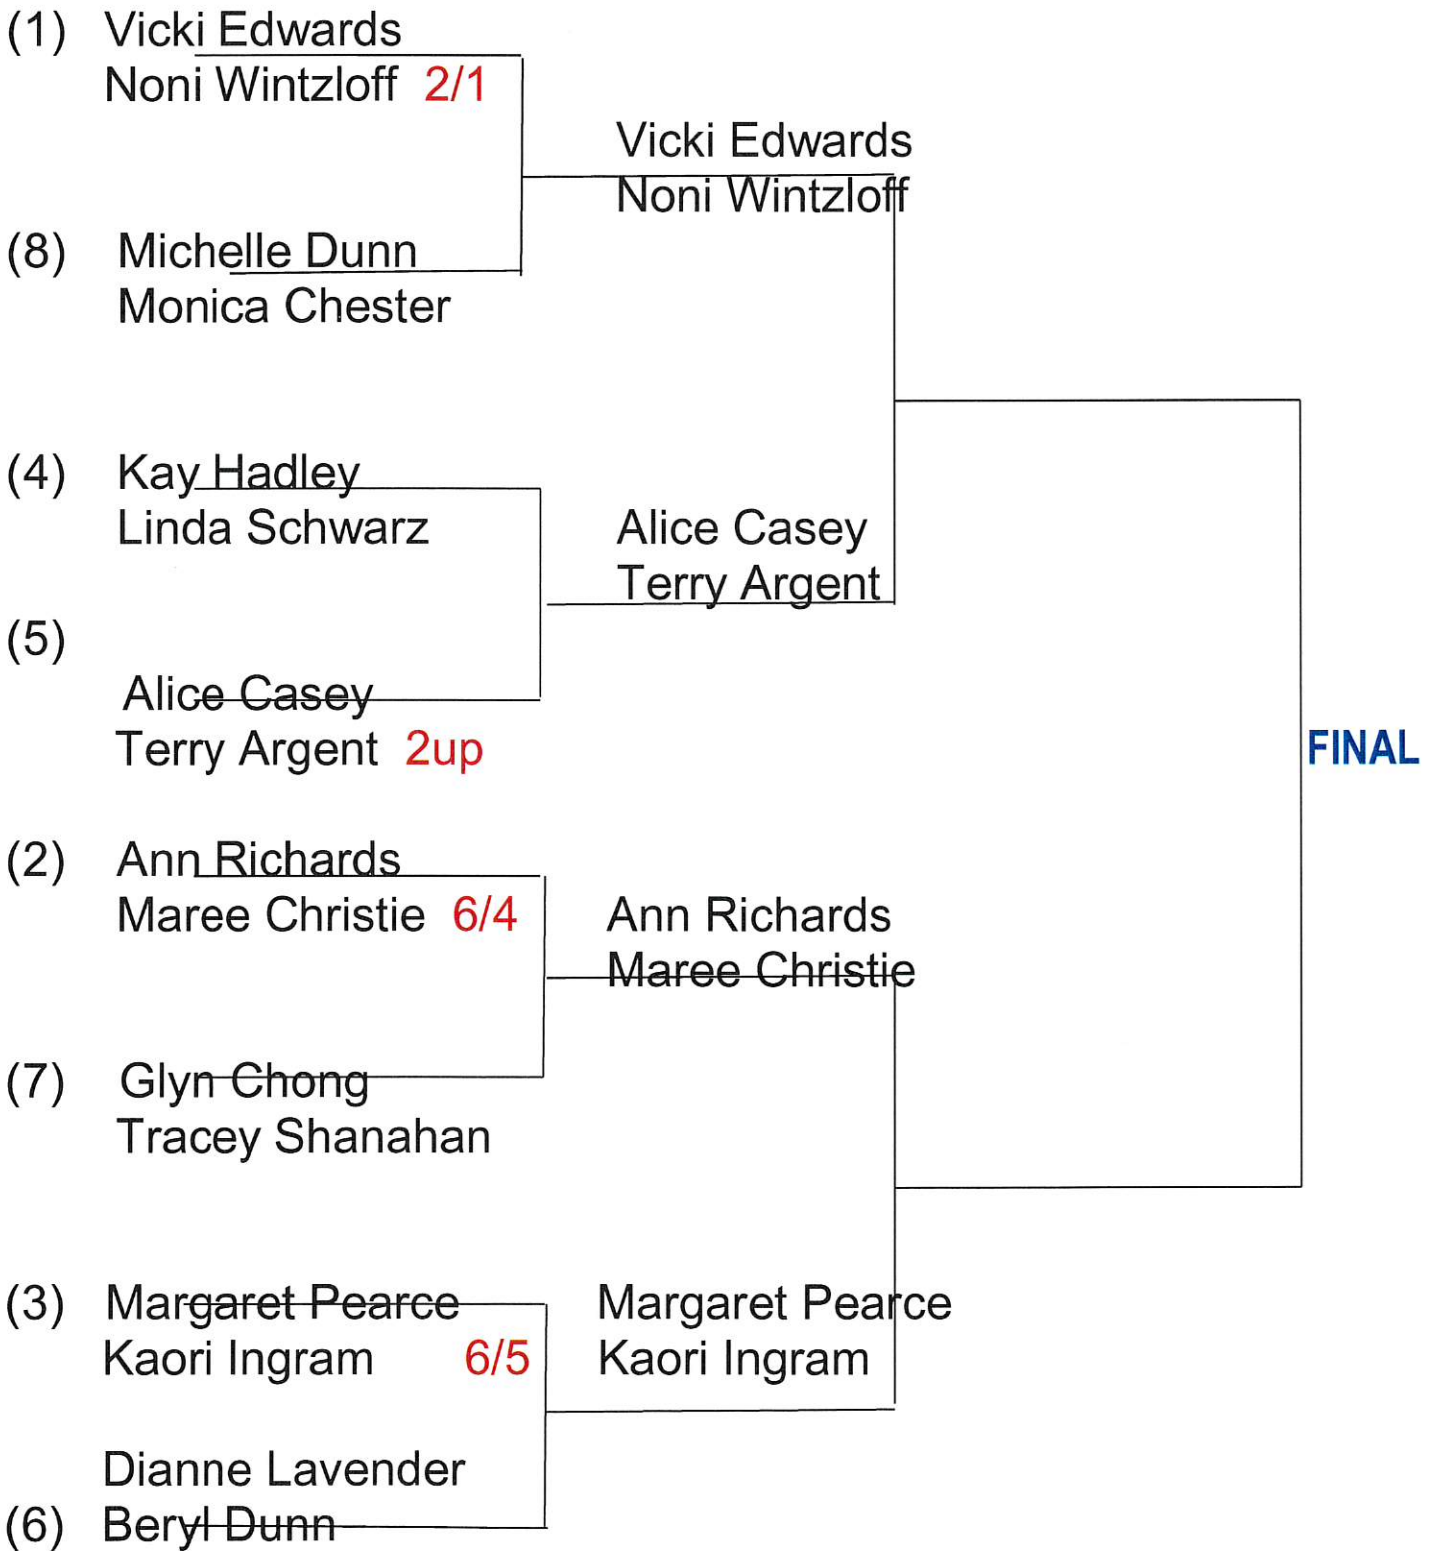 (1) Vicki Edwards
Noni Wintzloff 2/1
Vicki Edwards
Noni Wintzloff
(8) Michelle Dunn
Monica Chester
(4) Kay Hadley
Linda Schwarz
Alice Casey
Terry Argent
(5)
Alice Casey
Terry Argent 2up
FINAL
(2) Ann Richards
Maree Christie 6/4
Ann Richards
Maree Christie
(7) Glyn Chong
Tracey Shanahan
(3) Margaret Pearce
Kaori Ingram 6/5
Margaret Pearce
Kaori Ingram
Dianne Lavender
(6) Beryl Dunn